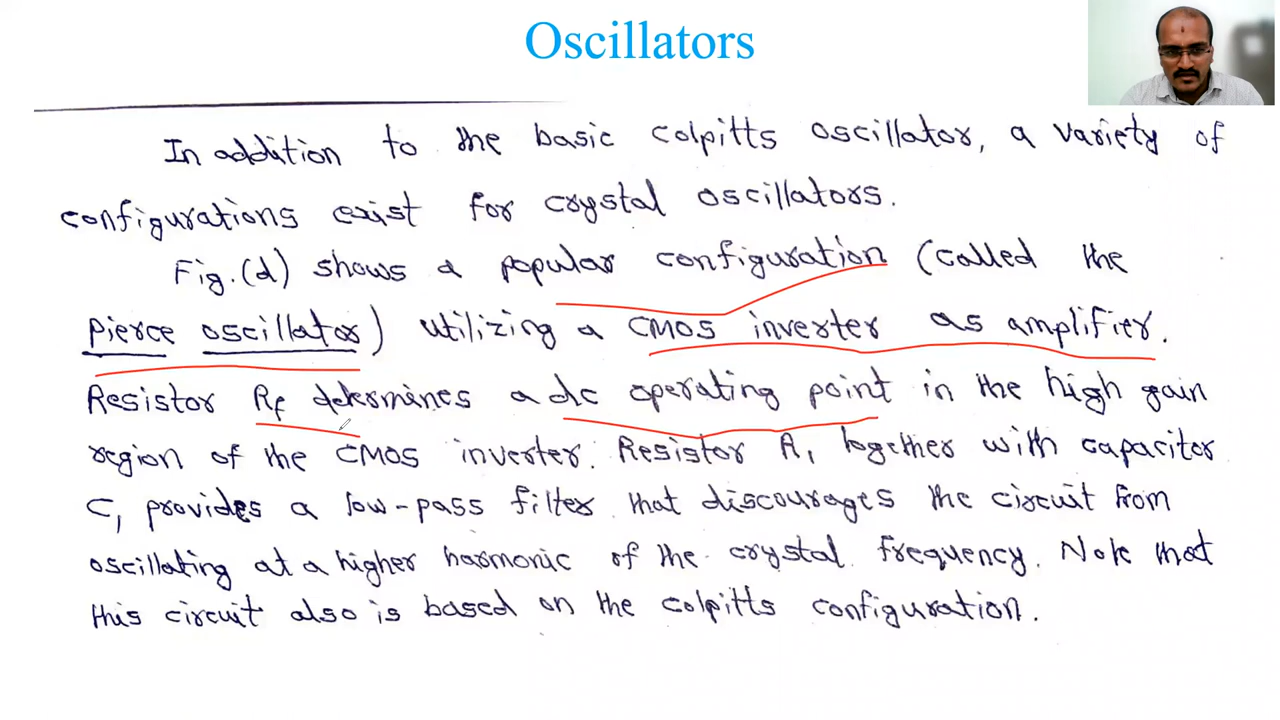 Oscillators
In addition to the basic colpitts oscillator, a variety of
configurations exist for crystal oscillators.
Fig.(d) shows a popular configuration (called the
pierce oscillator) utilizing a CMOS inverter as amplifier.
Resistor Rf determines a dc operating point in the high gain
region of the CMOS inverter. Resistor R1 together with capacitor
C1 provides a low-pass filter that discourages the circuit from
oscillating at a higher harmonic of the crystal frequency. Note that
this circuit also is based on the colpitts configuration.